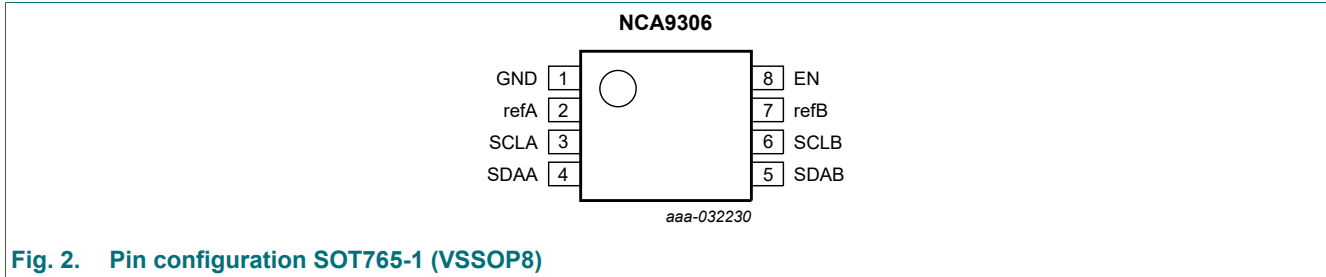 NCA9306
GND 1 8 EN
refA 2 7 refB
SCLA 3 6 SCLB
SDAA 4 5 SDAB
aaa-032230
Fig. 2. Pin configuration SOT765-1 (VSSOP8)